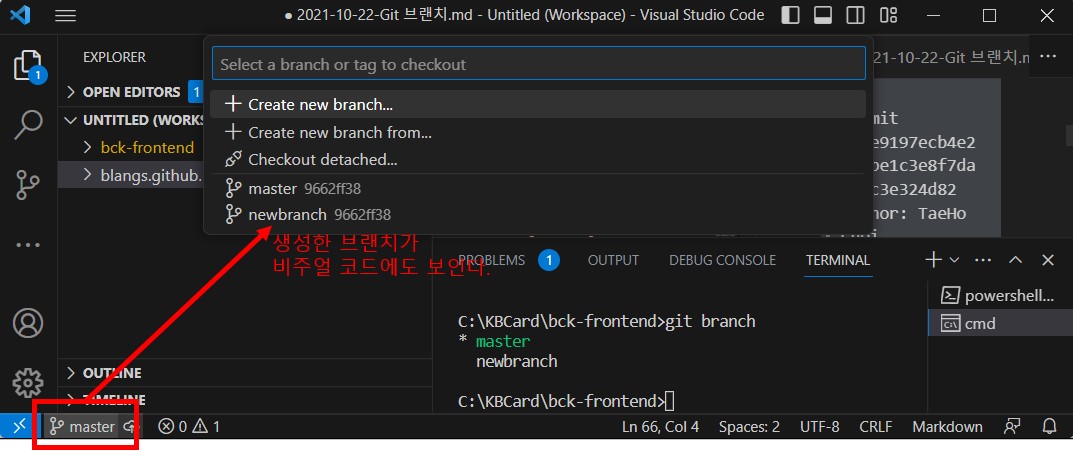 ● 2021-10-22-Git 브랜치.md - Untitled (Workspace) - Visual Studio Code
1
EXPLORER
OPEN EDITORS 1
UNTITLED (WORKS
bck-frontend
blangs.github.
OUTLINE
TIMELINE
Select a branch or tag to checkout
Create new branch...
Create new branch from...
Checkout detached...
master 9662ff38
newbranch 9662ff38
21-10-22-Git 브랜치.m
mit
e9197ecb4e2
be1c3e8f7da
c3e324d82
hor: TaeHo
생성한 브랜치가
비주얼 코드에도 보인다.
PROBLEMS 1 OUTPUT DEBUG CONSOLE TERMINAL
C:\KBCard\bck-frontend>git branch
* master
newbranch
C:\KBCard\bck-frontend>
powershell...
cmd
master 0 1 Ln 66, Col 4 Spaces: 2 UTF-8 CRLF Markdown